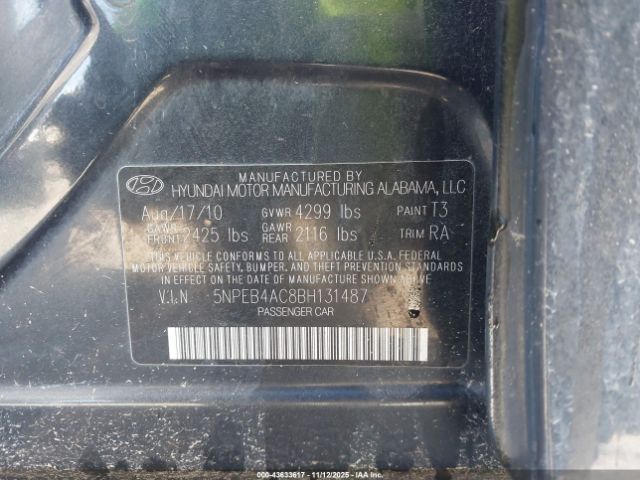 MANUFACTURED BY
HYUNDAI MOTOR MANUFACTURING ALABAMA, LLC
Aug/17/10 GVWR 4299 lbs PAINT T3
GAWR FRONT 2425 lbs GAWR REAR 2116 lbs TRIM RA
THIS VEHICLE CONFORMS TO ALL APPLICABLE U.S.A. FEDERAL
MOTOR VEHICLE SAFETY, BUMPER, AND THEFT PREVENTION STANDARDS
IN EFFECT ON THE DATE OF MANUFACTURE SHOWN ABOVE.
V.I.N 5NPEB4AC8BH131487
PASSENGER CAR
000-43633617 - 11/12/2025 - COPART IAA